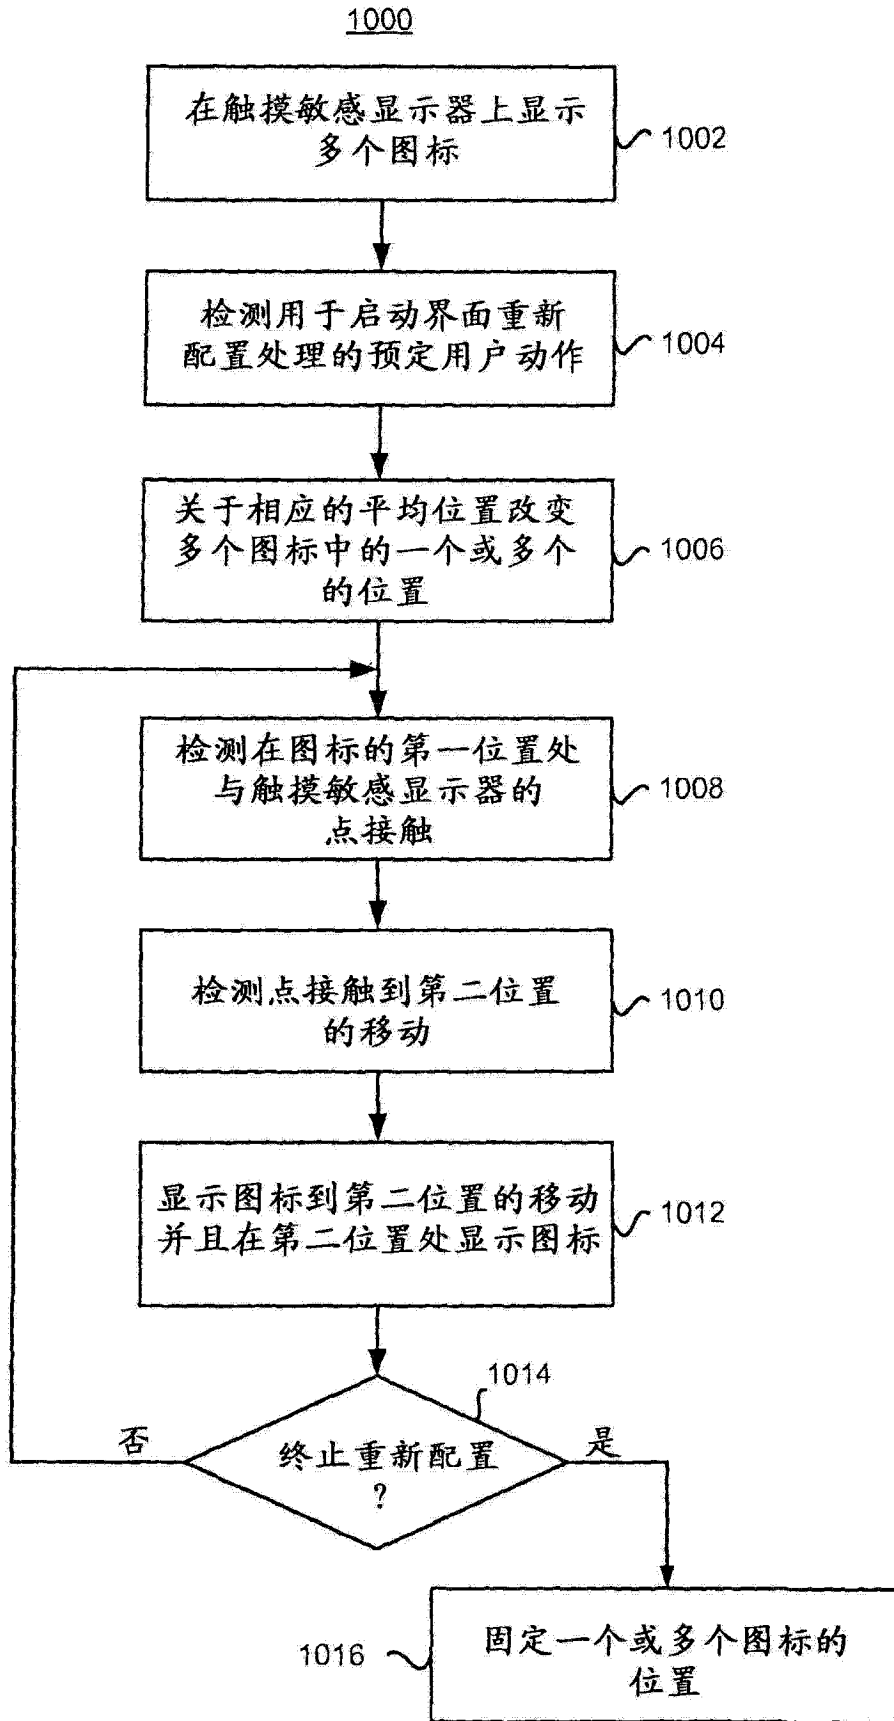 1000
在触摸敏感显示器上显示
多个图标
1002
检测用于启动界面重新
配置处理的预定用户动作
1004
关于相应的平均位置改变
多个图标中的一个或多个
的位置
1006
检测在图标的第一位置处
与触摸敏感显示器的
点接触
1008
检测点接触到第二位置
的移动
1010
显示图标到第二位置的移动
并且在第二位置处显示图标
1012
1014
否
终止重新配置
?
是
1016
固定一个或多个图标的
位置